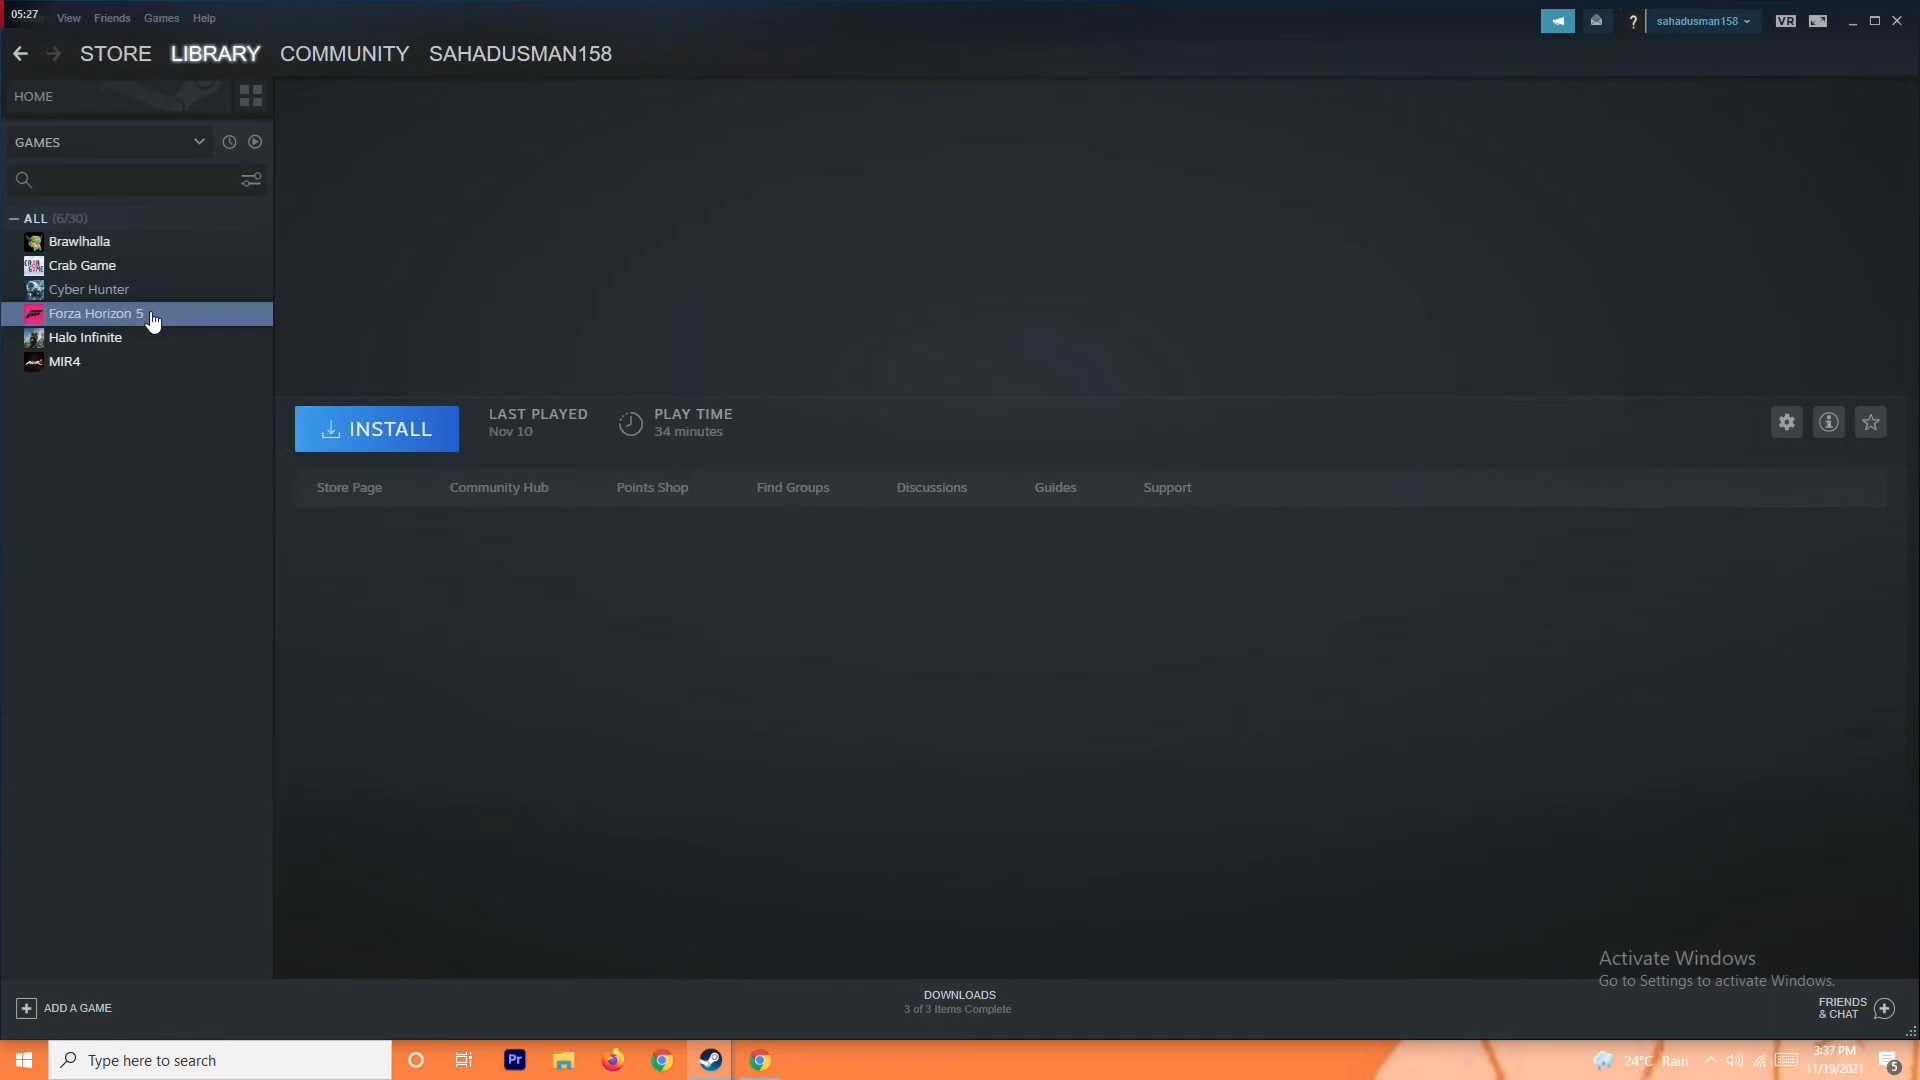 05:27
View
Friends
Games
Help
sahadusman158
VR
STORE
LIBRARY
COMMUNITY
SAHADUSMAN158
HOME
GAMES
ALL (6/30)
Brawlhalla
Crab Game
Cyber Hunter
Forza Horizon 5
Halo Infinite
MIR4
INSTALL
LAST PLAYED
Nov 10
PLAY TIME
34 minutes
Store Page
Community Hub
Points Shop
Find Groups
Discussions
Guides
Support
Activate Windows
Go to Settings to activate Windows.
ADD A GAME
DOWNLOADS
3 of 3 Items Complete
FRIENDS
& CHAT
Type here to search
Pr
24°C Rain
3:37 PM
11/19/2021
5